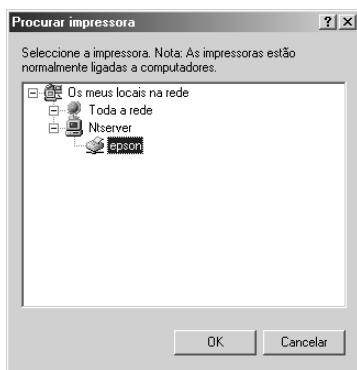 Procurar impressora
Seleccione a impressora. Nota: As impressoras estão
normalmente ligadas a computadores.
Os meus locais na rede
Toda a rede
Ntserver
epson
OK Cancelar